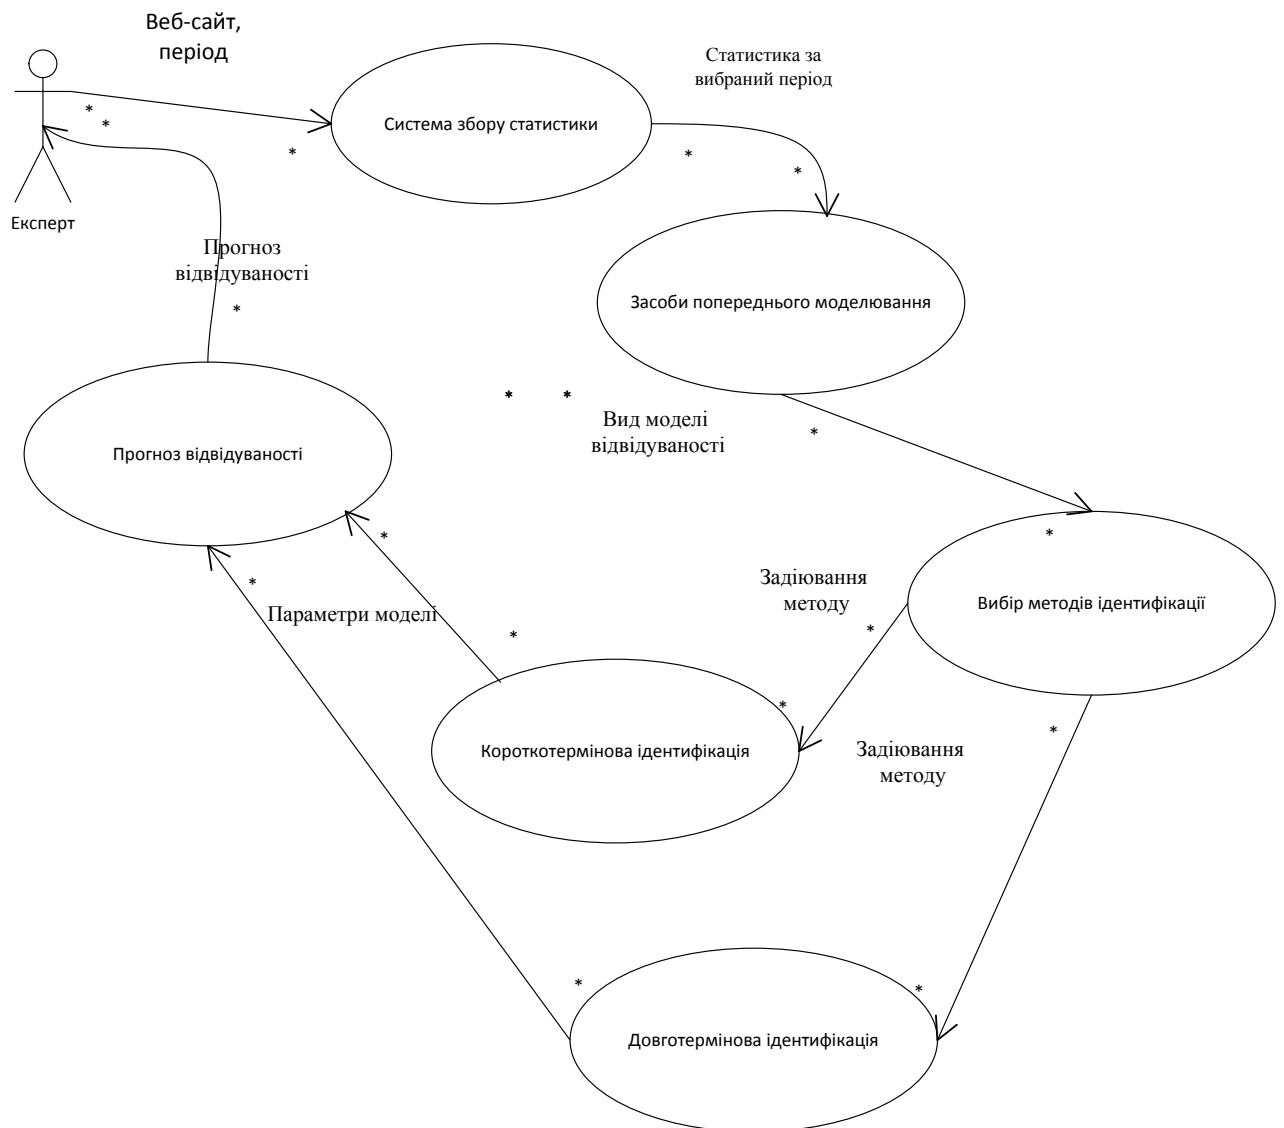 Веб-сайт,
період
Статистика за
вибраний період
*
*
*
Система збору статистики
*
*
Експерт
Прогноз
відвідуваності
*
Засоби попереднього моделювання
*
*
Вид моделі
відвідуваності
*
Прогноз відвідуваності
*
*
*
Параметри моделі
*
Задіювання
методу
*
Вибір методів ідентифікації
*
*
Задіювання
методу
Короткотермінова ідентифікація
*
*
Довготермінова ідентифікація